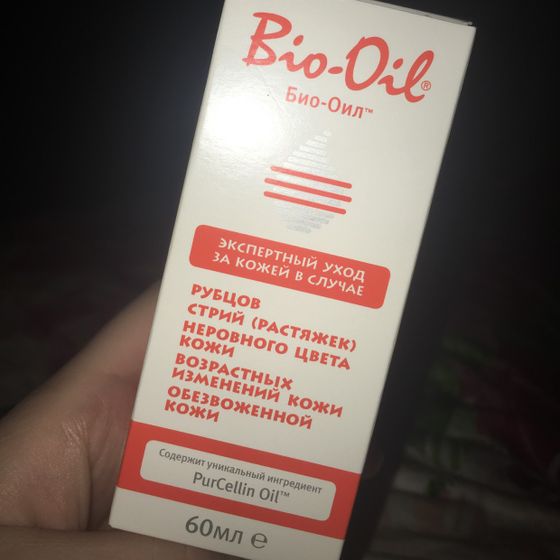 Bio-Oil®
Био-Оил™
ЭКСПЕРТНЫЙ УХОД
ЗА КОЖЕЙ В СЛУЧАЕ
РУБЦОВ
СТРИЙ (РАСТЯЖЕК)
НЕРОВНОГО ЦВЕТА
КОЖИ
ВОЗРАСТНЫХ
ИЗМЕНЕНИЙ КОЖИ
ОБЕЗВОЖЕННОЙ
КОЖИ
Содержит уникальный ингредиент
PurCellin Oil™
60мл ℮